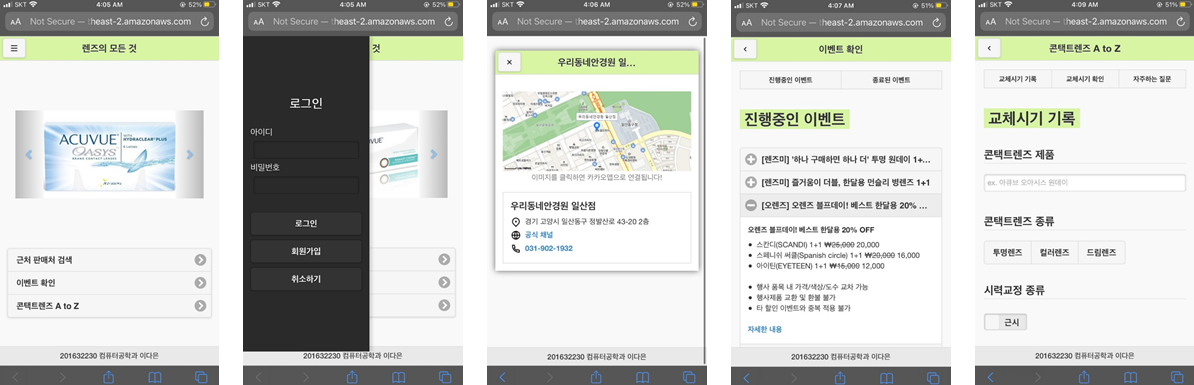 SKT
4:05 AM
52%
AA
Not Secure — :heast-2.amazonaws.com
렌즈의 모든 것
ACUVUE
OASYS
WITH
HYDRACLEAR PLUS
근처 판매처 검색
이벤트 확인
콘택트렌즈 A to Z
201632230 컴퓨터공학과 이다은
SKT
4:05 AM
52%
AA
Not Secure — :heast-2.amazonaws.com
것
로그인
아이디
비밀번호
로그인
회원가입
취소하기
201632230 컴퓨터공학과 이다은
SKT
4:06 AM
52%
AA
Not Secure — :heast-2.amazonaws.com
우리동네안경원 일...
우리동네안경원 일산점
이미지를 클릭하면 카카오맵으로 연결됩니다!
우리동네안경원 일산점
경기 고양시 일산동구 정발산로 43-20 2층
공식 채널
031-902-1932
201632230 컴퓨터공학과 이다은
SKT
4:07 AM
51%
AA
Not Secure — :heast-2.amazonaws.com
이벤트 확인
진행중인 이벤트
종료된 이벤트
진행중인 이벤트
[렌즈미] '하나 구매하면 하나 더' 투명 원데이 1+...
[렌즈미] 즐거움이 더블, 한달용 먼슬리 병렌즈 1+1
[오렌즈] 오렌즈 블프데이! 베스트 한달용 20% ...
오렌즈 블프데이! 베스트 한달용 20% OFF
스칸디(SCANDI) 1+1 ₩25,000 20,000
스페니쉬 써클(Spanish circle) 1+1 ₩20,000 16,000
아이틴(EYETEEN) 1+1 ₩15,000 12,000
행사 품목 내 가격/색상/도수 교차 가능
행사제품 교환 및 환불 불가
타 할인 이벤트와 중복 적용 불가
자세한 내용
201632230 컴퓨터공학과 이다은
SKT
4:09 AM
51%
AA
Not Secure — :heast-2.amazonaws.com
콘택트렌즈 A to Z
교체시기 기록
교체시기 확인
자주하는 질문
교체시기 기록
콘택트렌즈 제품
ex. 아큐브 오아시스 원데이
콘택트렌즈 종류
투명렌즈
컬러렌즈
드림렌즈
시력교정 종류
근시
201632230 컴퓨터공학과 이다은